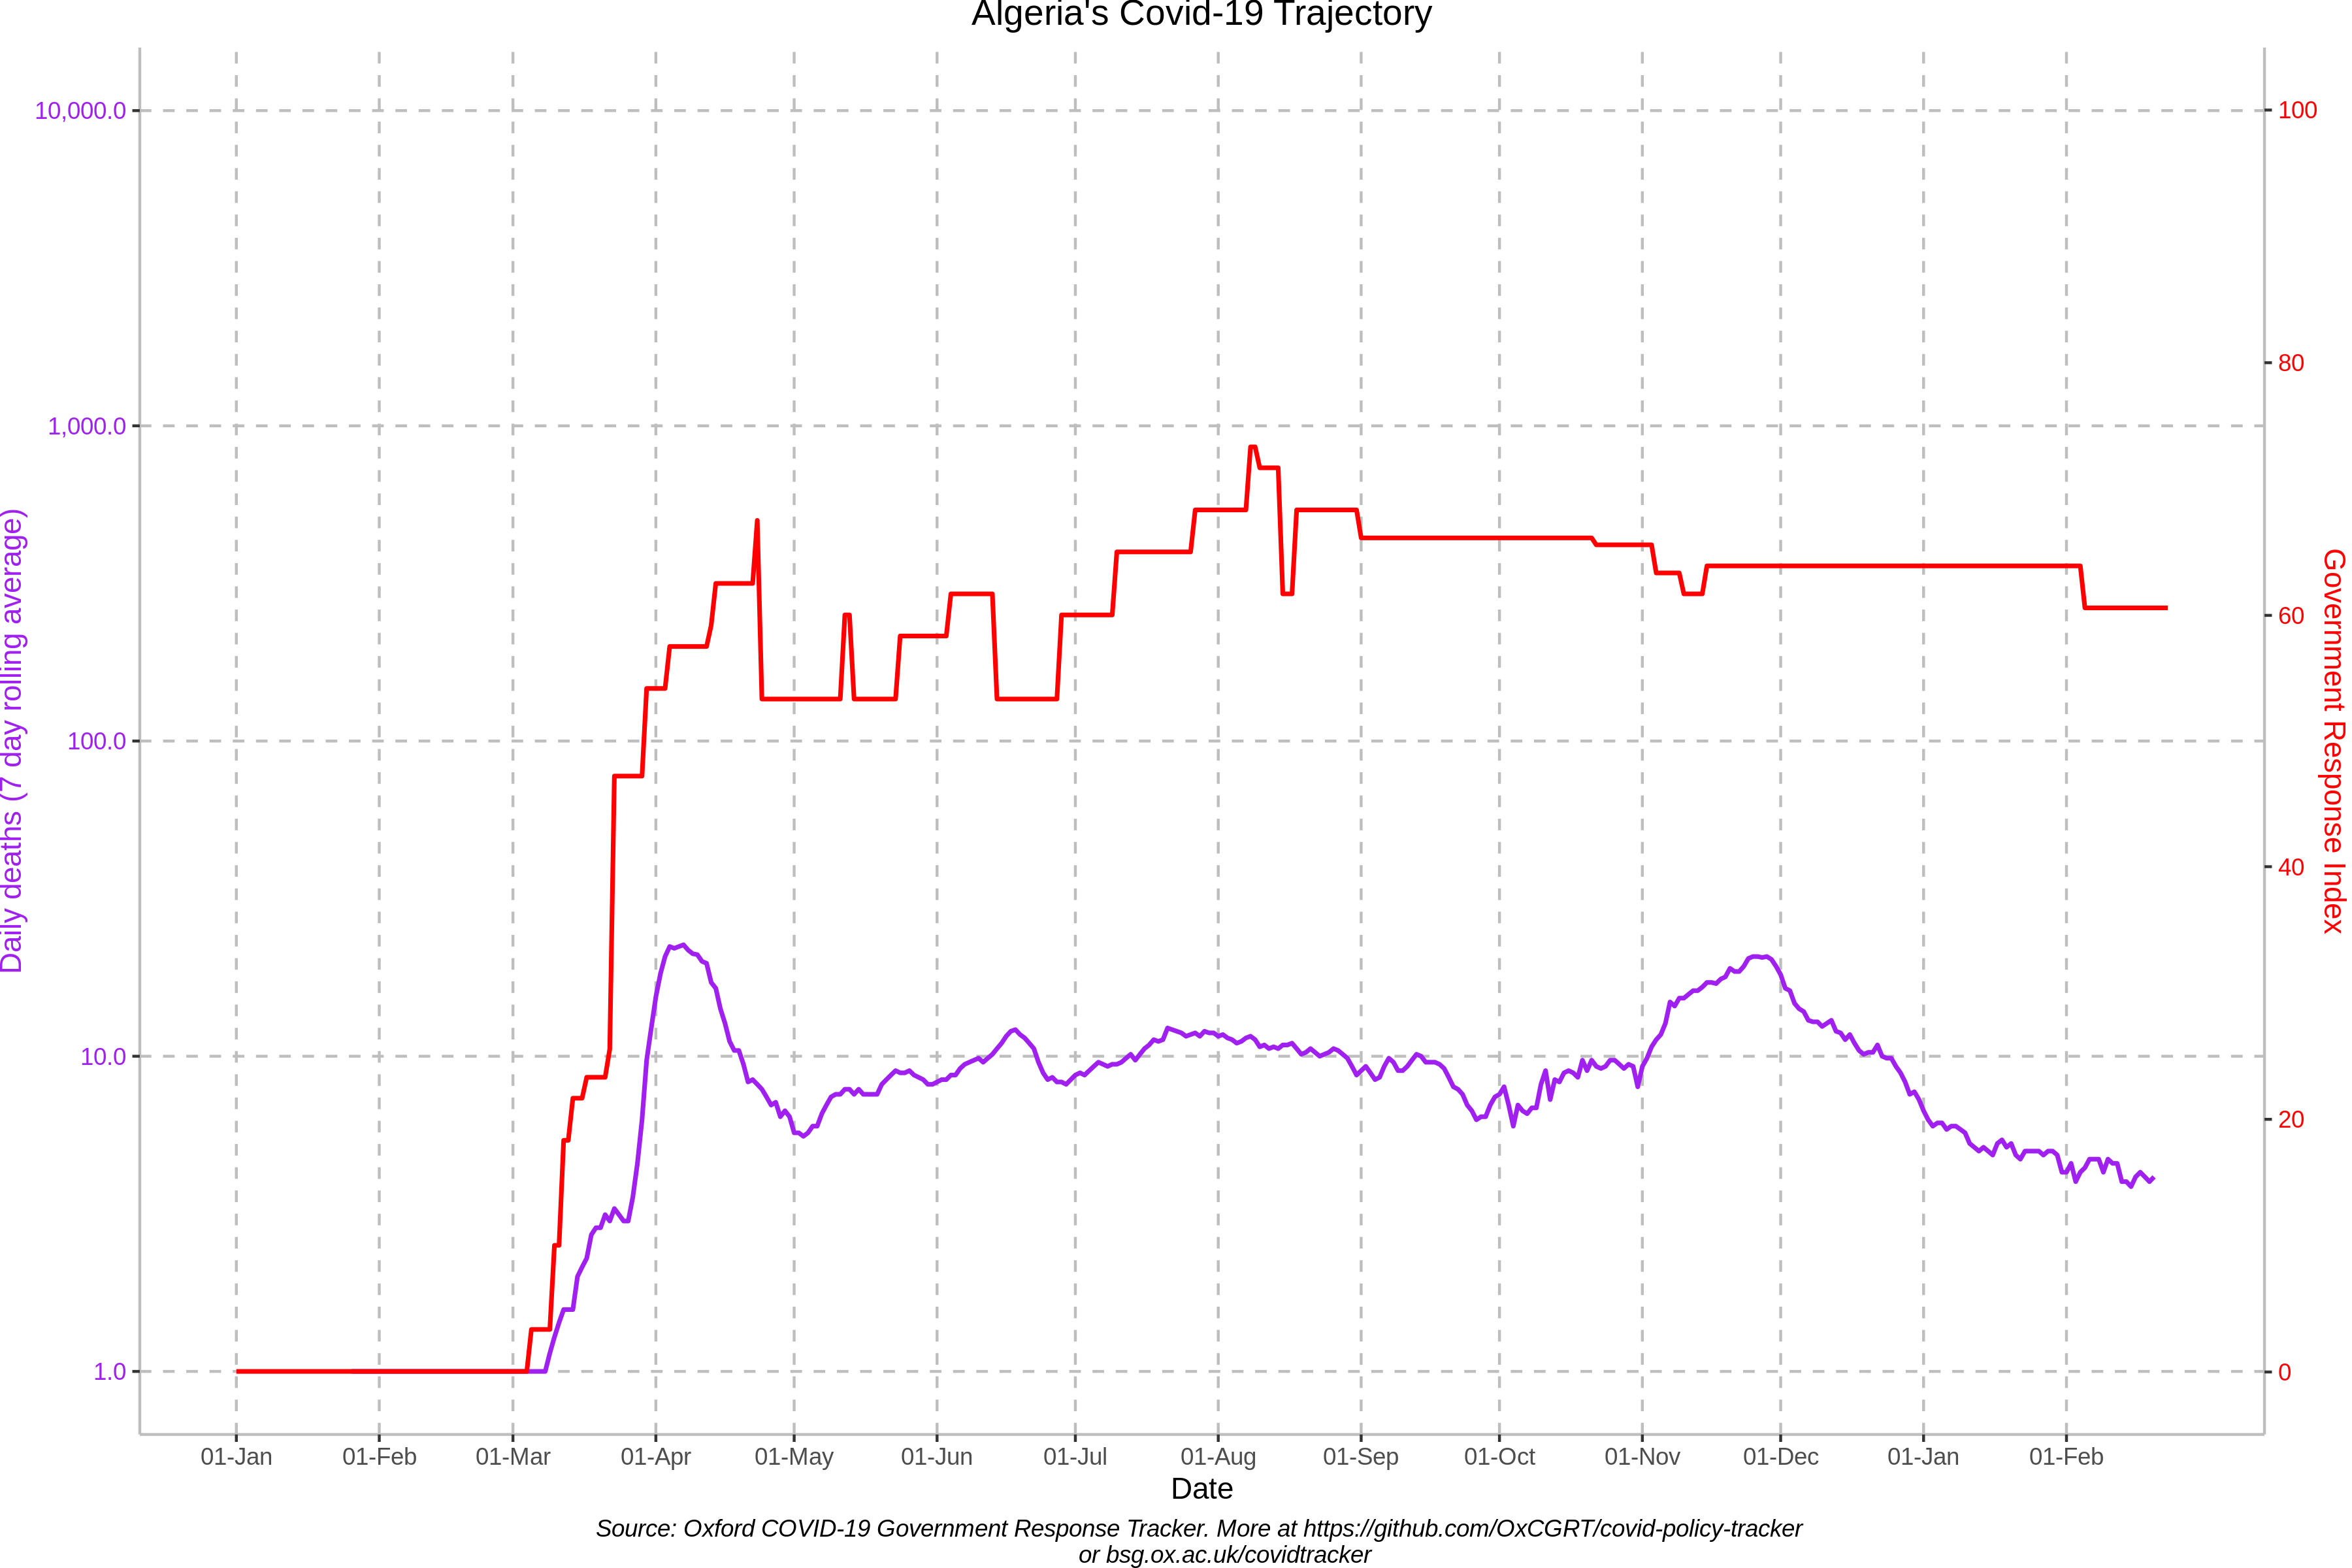 Algeria's Covid-19 Trajectory
10,000.0
1,000.0
100.0
10.0
1.0
Daily deaths (7 day rolling average)
100
80
60
40
20
0
Government Response Index
01-Jan 01-Feb 01-Mar 01-Apr 01-May 01-Jun 01-Jul 01-Aug 01-Sep 01-Oct 01-Nov 01-Dec 01-Jan 01-Feb
Date
Source: Oxford COVID-19 Government Response Tracker. More at https://github.com/OxCGRT/covid-policy-tracker
or bsg.ox.ac.uk/covidtracker